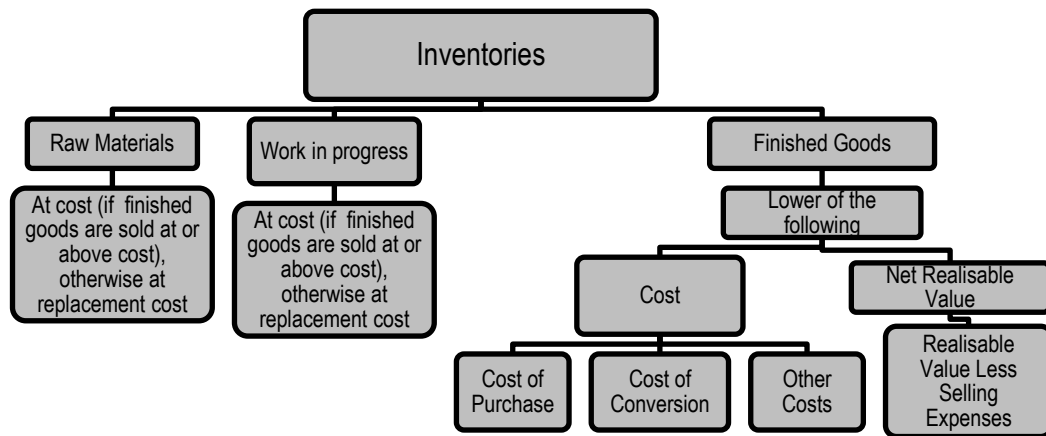 Inventories
Raw Materials
At cost (if finished
goods are sold at or
above cost),
otherwise at
replacement cost
Work in progress
At cost (if finished
goods are sold at or
above cost),
otherwise at
replacement cost
Finished Goods
Lower of the
following
Cost
Cost of
Purchase
Cost of
Conversion
Other
Costs
Net Realisable
Value
Realisable
Value Less
Selling
Expenses